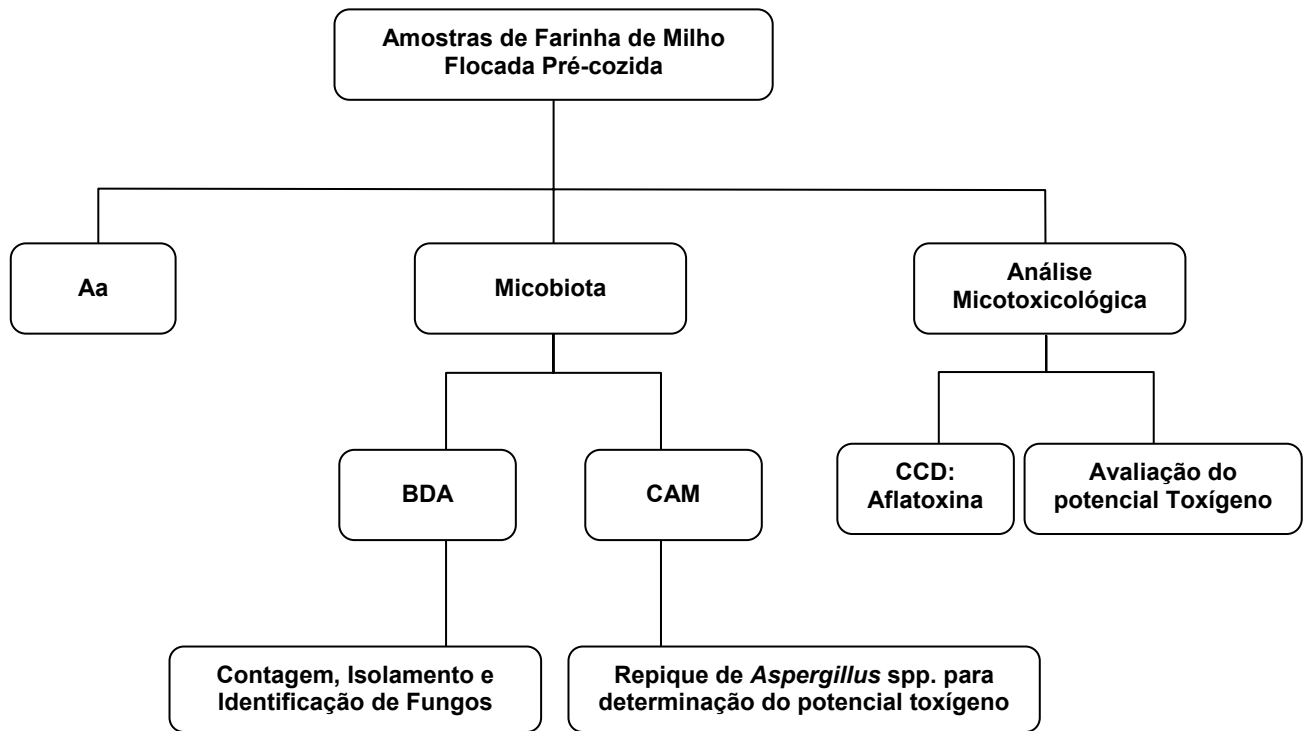 Amostras de Farinha de Milho
Flocada Pré-cozida
Aa
Micobiota
Análise
Micotoxicológica
BDA
CAM
CCD:
Aflatoxina
Avaliação do
potencial Toxígeno
Contagem, Isolamento e
Identificação de Fungos
Repique de Aspergillus spp. para
determinação do potencial toxígeno